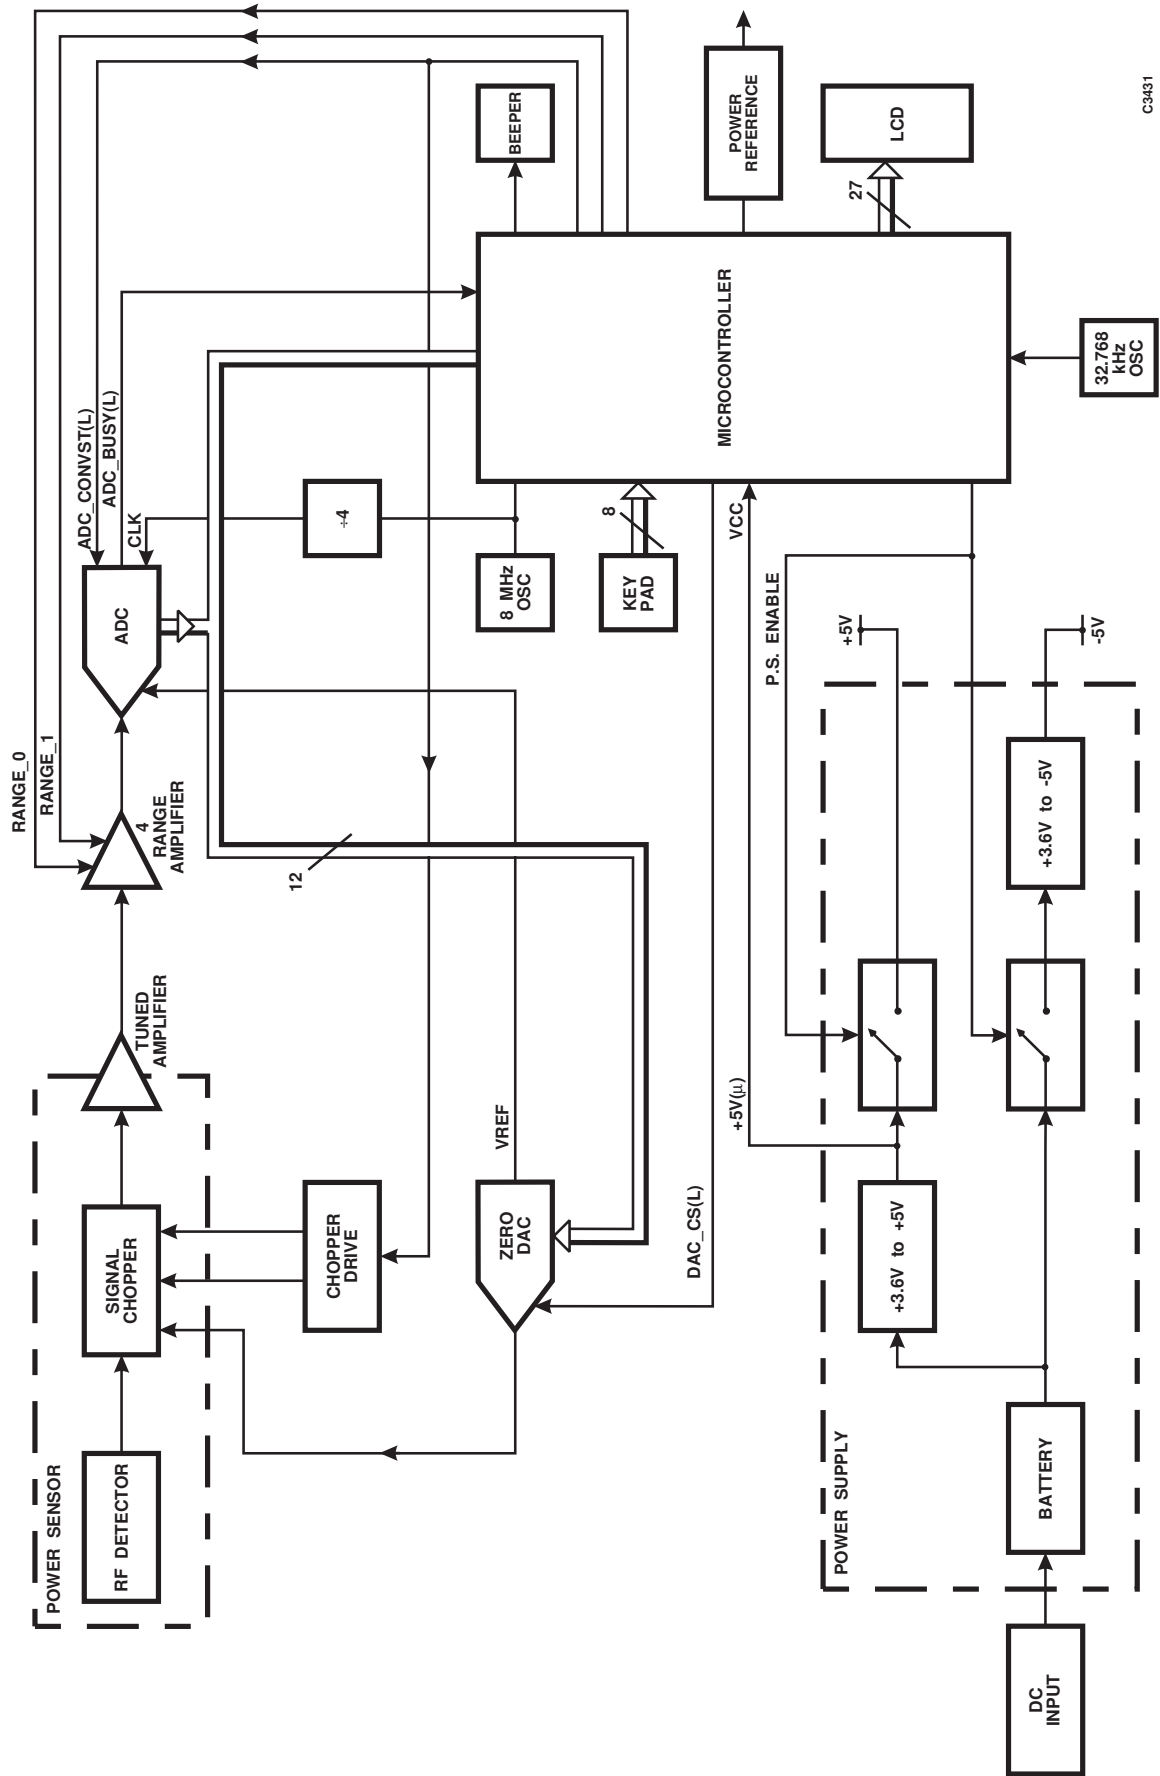 POWER SENSOR
RF DETECTOR
SIGNAL
CHOPPER
TUNED
AMPLIFIER
4
RANGE
AMPLIFIER
RANGE_0
RANGE_1
ADC
ADC_CONVST(L)
ADC_BUSY(L)
CLK
CHOPPER
DRIVE
12
÷4
ZERO
DAC
VREF
8 MHz
OSC
BEEPER
KEY
PAD
8
DAC_CS(L)
MICROCONTROLLER
POWER
REFERENCE
+5V(µ)
VCC
P.S. ENABLE
27
LCD
POWER SUPPLY
+3.6V to +5V
+5V
DC
INPUT
BATTERY
+3.6V to -5V
-5V
32.768
kHz
OSC
C3431